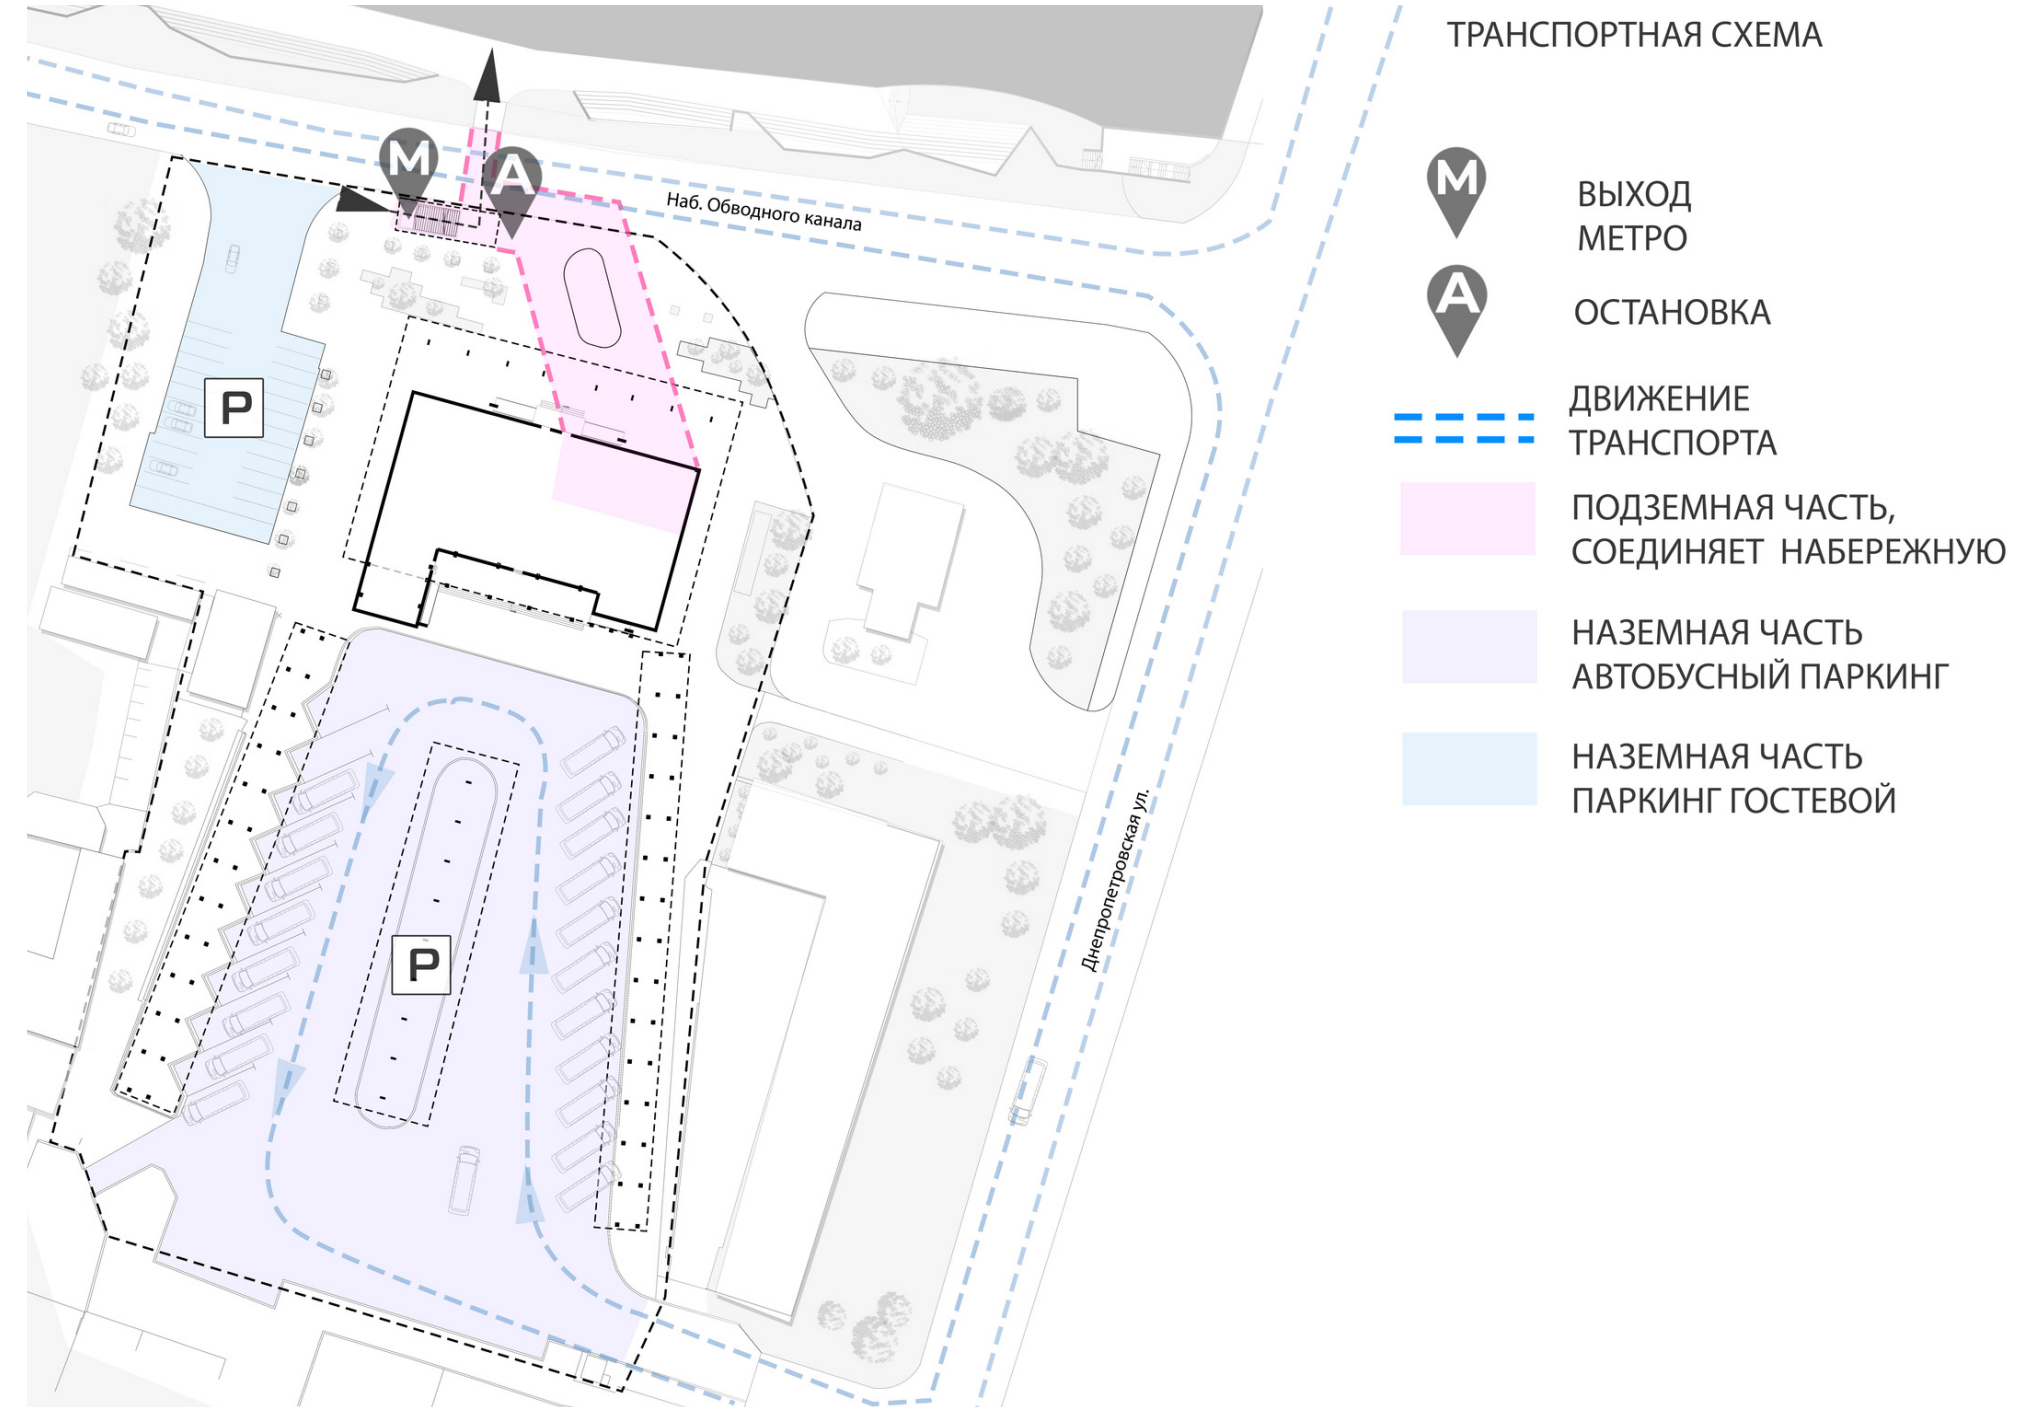 ТРАНСПОРТНАЯ СХЕМА
М
ВЫХОД
МЕТРО
А
ОСТАНОВКА
ДВИЖЕНИЕ
ТРАНСПОРТА
ПОДЗЕМНАЯ ЧАСТЬ,
СОЕДИНЯЕТ НАБЕРЕЖНУЮ
НАЗЕМНАЯ ЧАСТЬ
АВТОБУСНЫЙ ПАРКИНГ
НАЗЕМНАЯ ЧАСТЬ
ПАРКИНГ ГОСТЕВОЙ
М
А
Наб. Обводного канала
P
P
Днепропетровская ул.